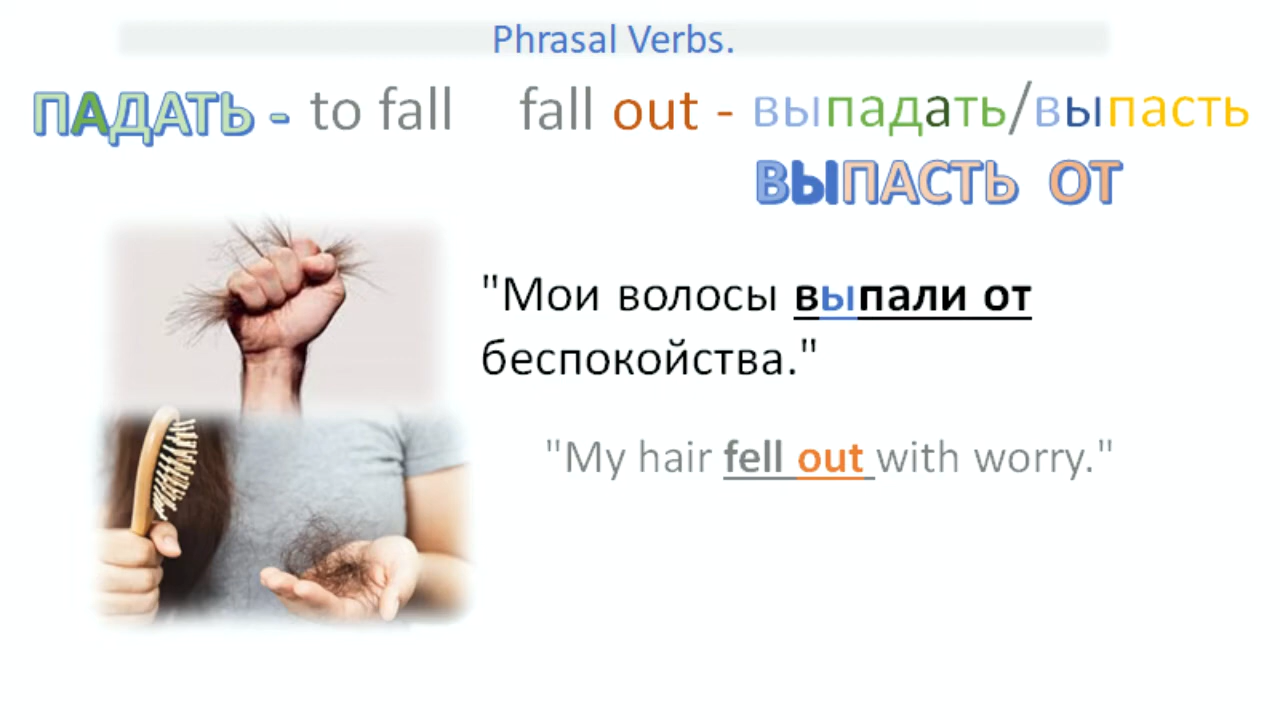 Phrasal Verbs.
ПАДАТЬ - to fall fall out - выпадать/выпасть
ВЫПАСТЬ ОТ
"Мои волосы выпали от
беспокойства."
"My hair fell out with worry."